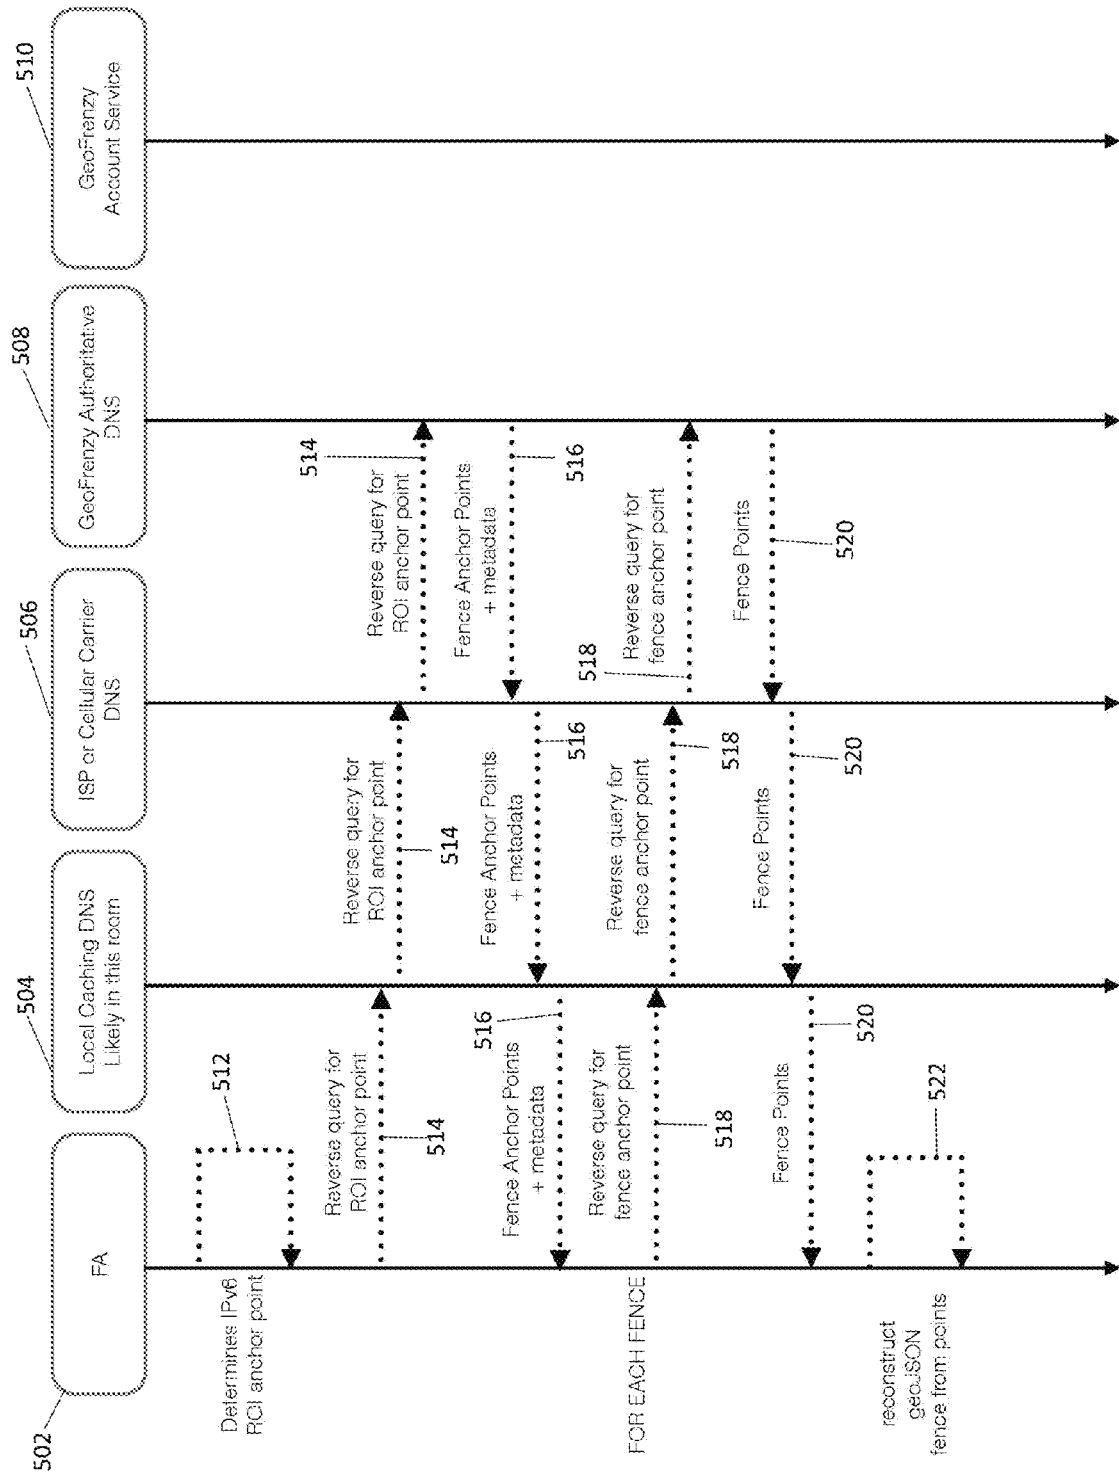 502
FA
504
Local Caching DNS
Likely in this room
506
ISP or Cellular Carrier
DNS
508
GeoFrenzy Authoritative
DNS
510
GeoFrenzy
Account Service
Determines IPv6
ROI anchor point
512
Reverse query for
ROI anchor point
514
Reverse query for
ROI anchor point
514
Reverse query for
ROI anchor point
514
Fence Anchor Points
+ metadata
516
Fence Anchor Points
+ metadata
516
Fence Anchor Points
+ metadata
516
FOR EACH FENCE
Reverse query for
fence anchor point
518
Reverse query for
fence anchor point
518
Reverse query for
fence anchor point
518
Fence Points
520
Fence Points
520
Fence Points
520
reconstruct
geoJSON
fence from points
522